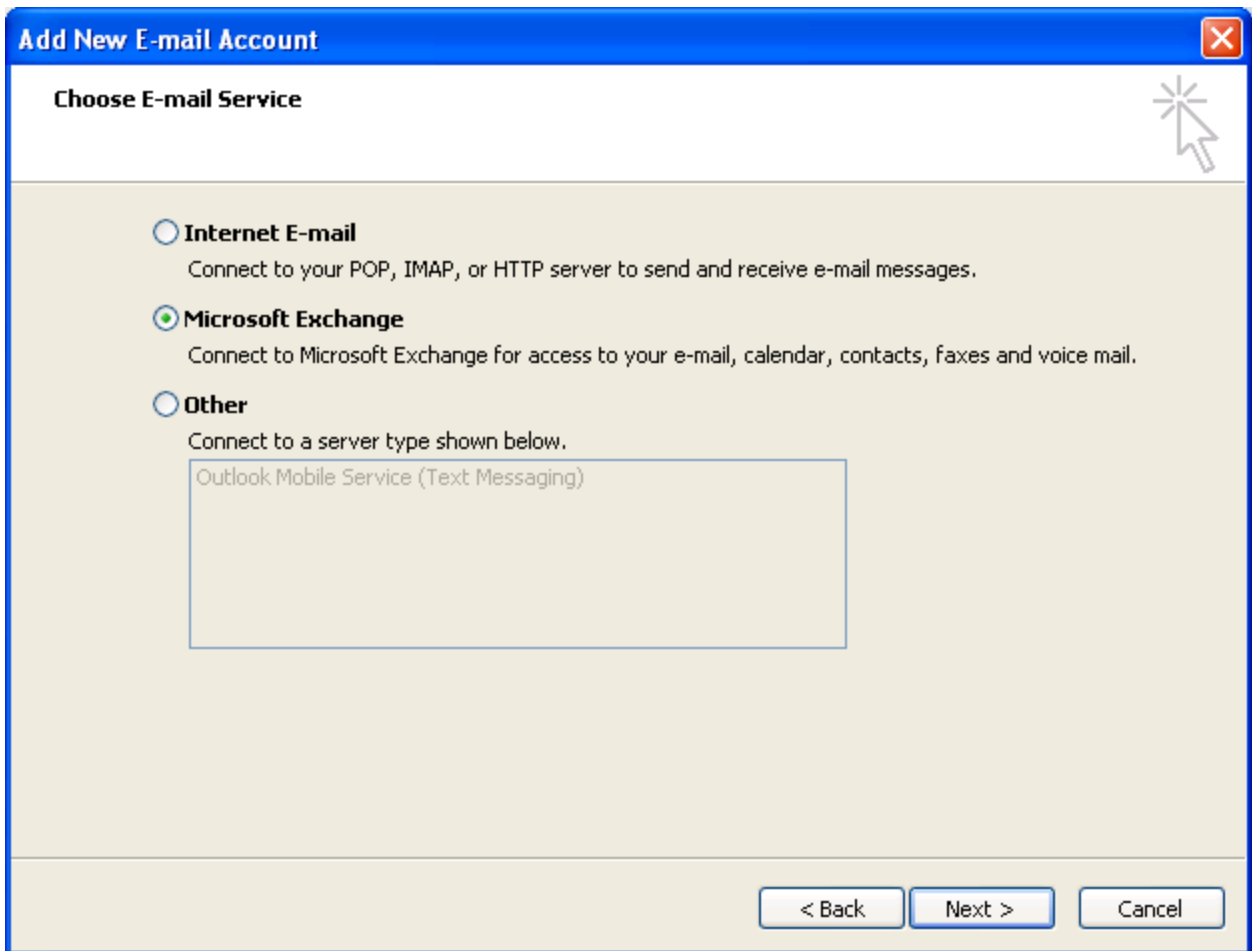 Add New E-mail Account
Choose E-mail Service
Internet E-mail
Connect to your POP, IMAP, or HTTP server to send and receive e-mail messages.
Microsoft Exchange
Connect to Microsoft Exchange for access to your e-mail, calendar, contacts, faxes and voice mail.
Other
Connect to a server type shown below.
Outlook Mobile Service (Text Messaging)
< Back
Next >
Cancel